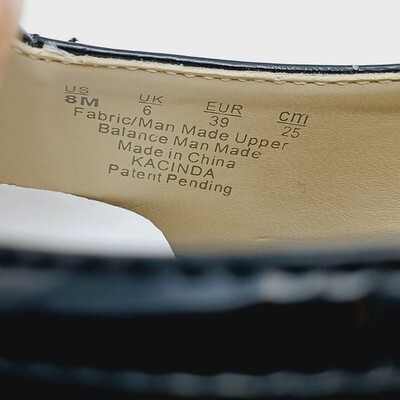 US UK EUR cm
8M 6 39 25
Fabric/Man Made Upper
Balance Man Made
Made in China
KACINDA
Patent Pending